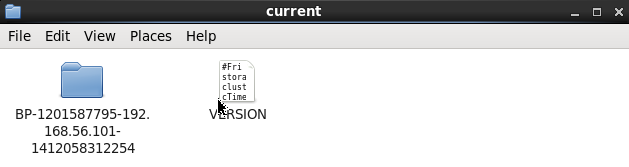 current
File Edit View Places Help
#Fri
stora
clust
cTime
BP-1201587795-192.
168.56.101-
1412058312254
VERSION